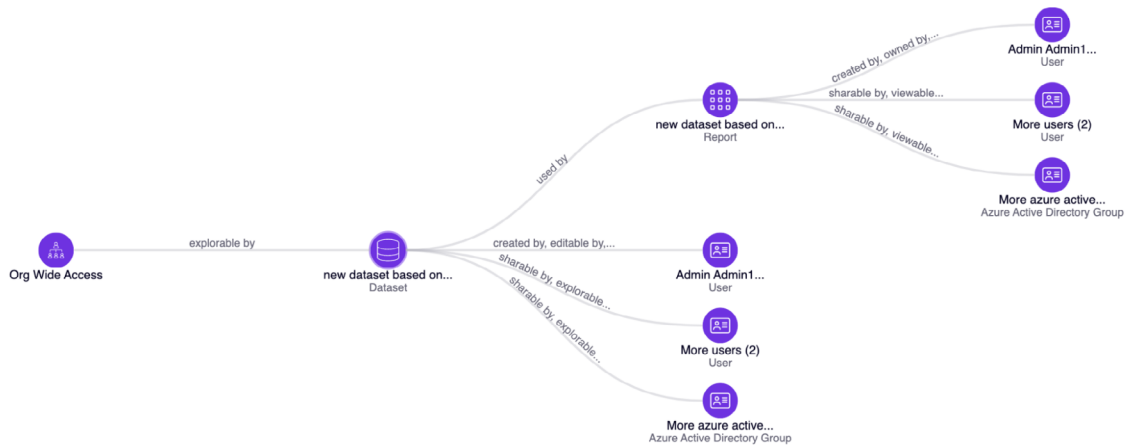 created by, owned by,...
Admin Admin1...
User
sharable by, viewable...
More users (2)
User
sharable by, viewable...
More azure active...
Azure Active Directory Group
new dataset based on...
Report
used by
explorable by
Org Wide Access
new dataset based on...
Dataset
created by, editable by,...
Admin Admin1...
User
sharable by, explorable...
More users (2)
User
sharable by, explorable...
More azure active...
Azure Active Directory Group